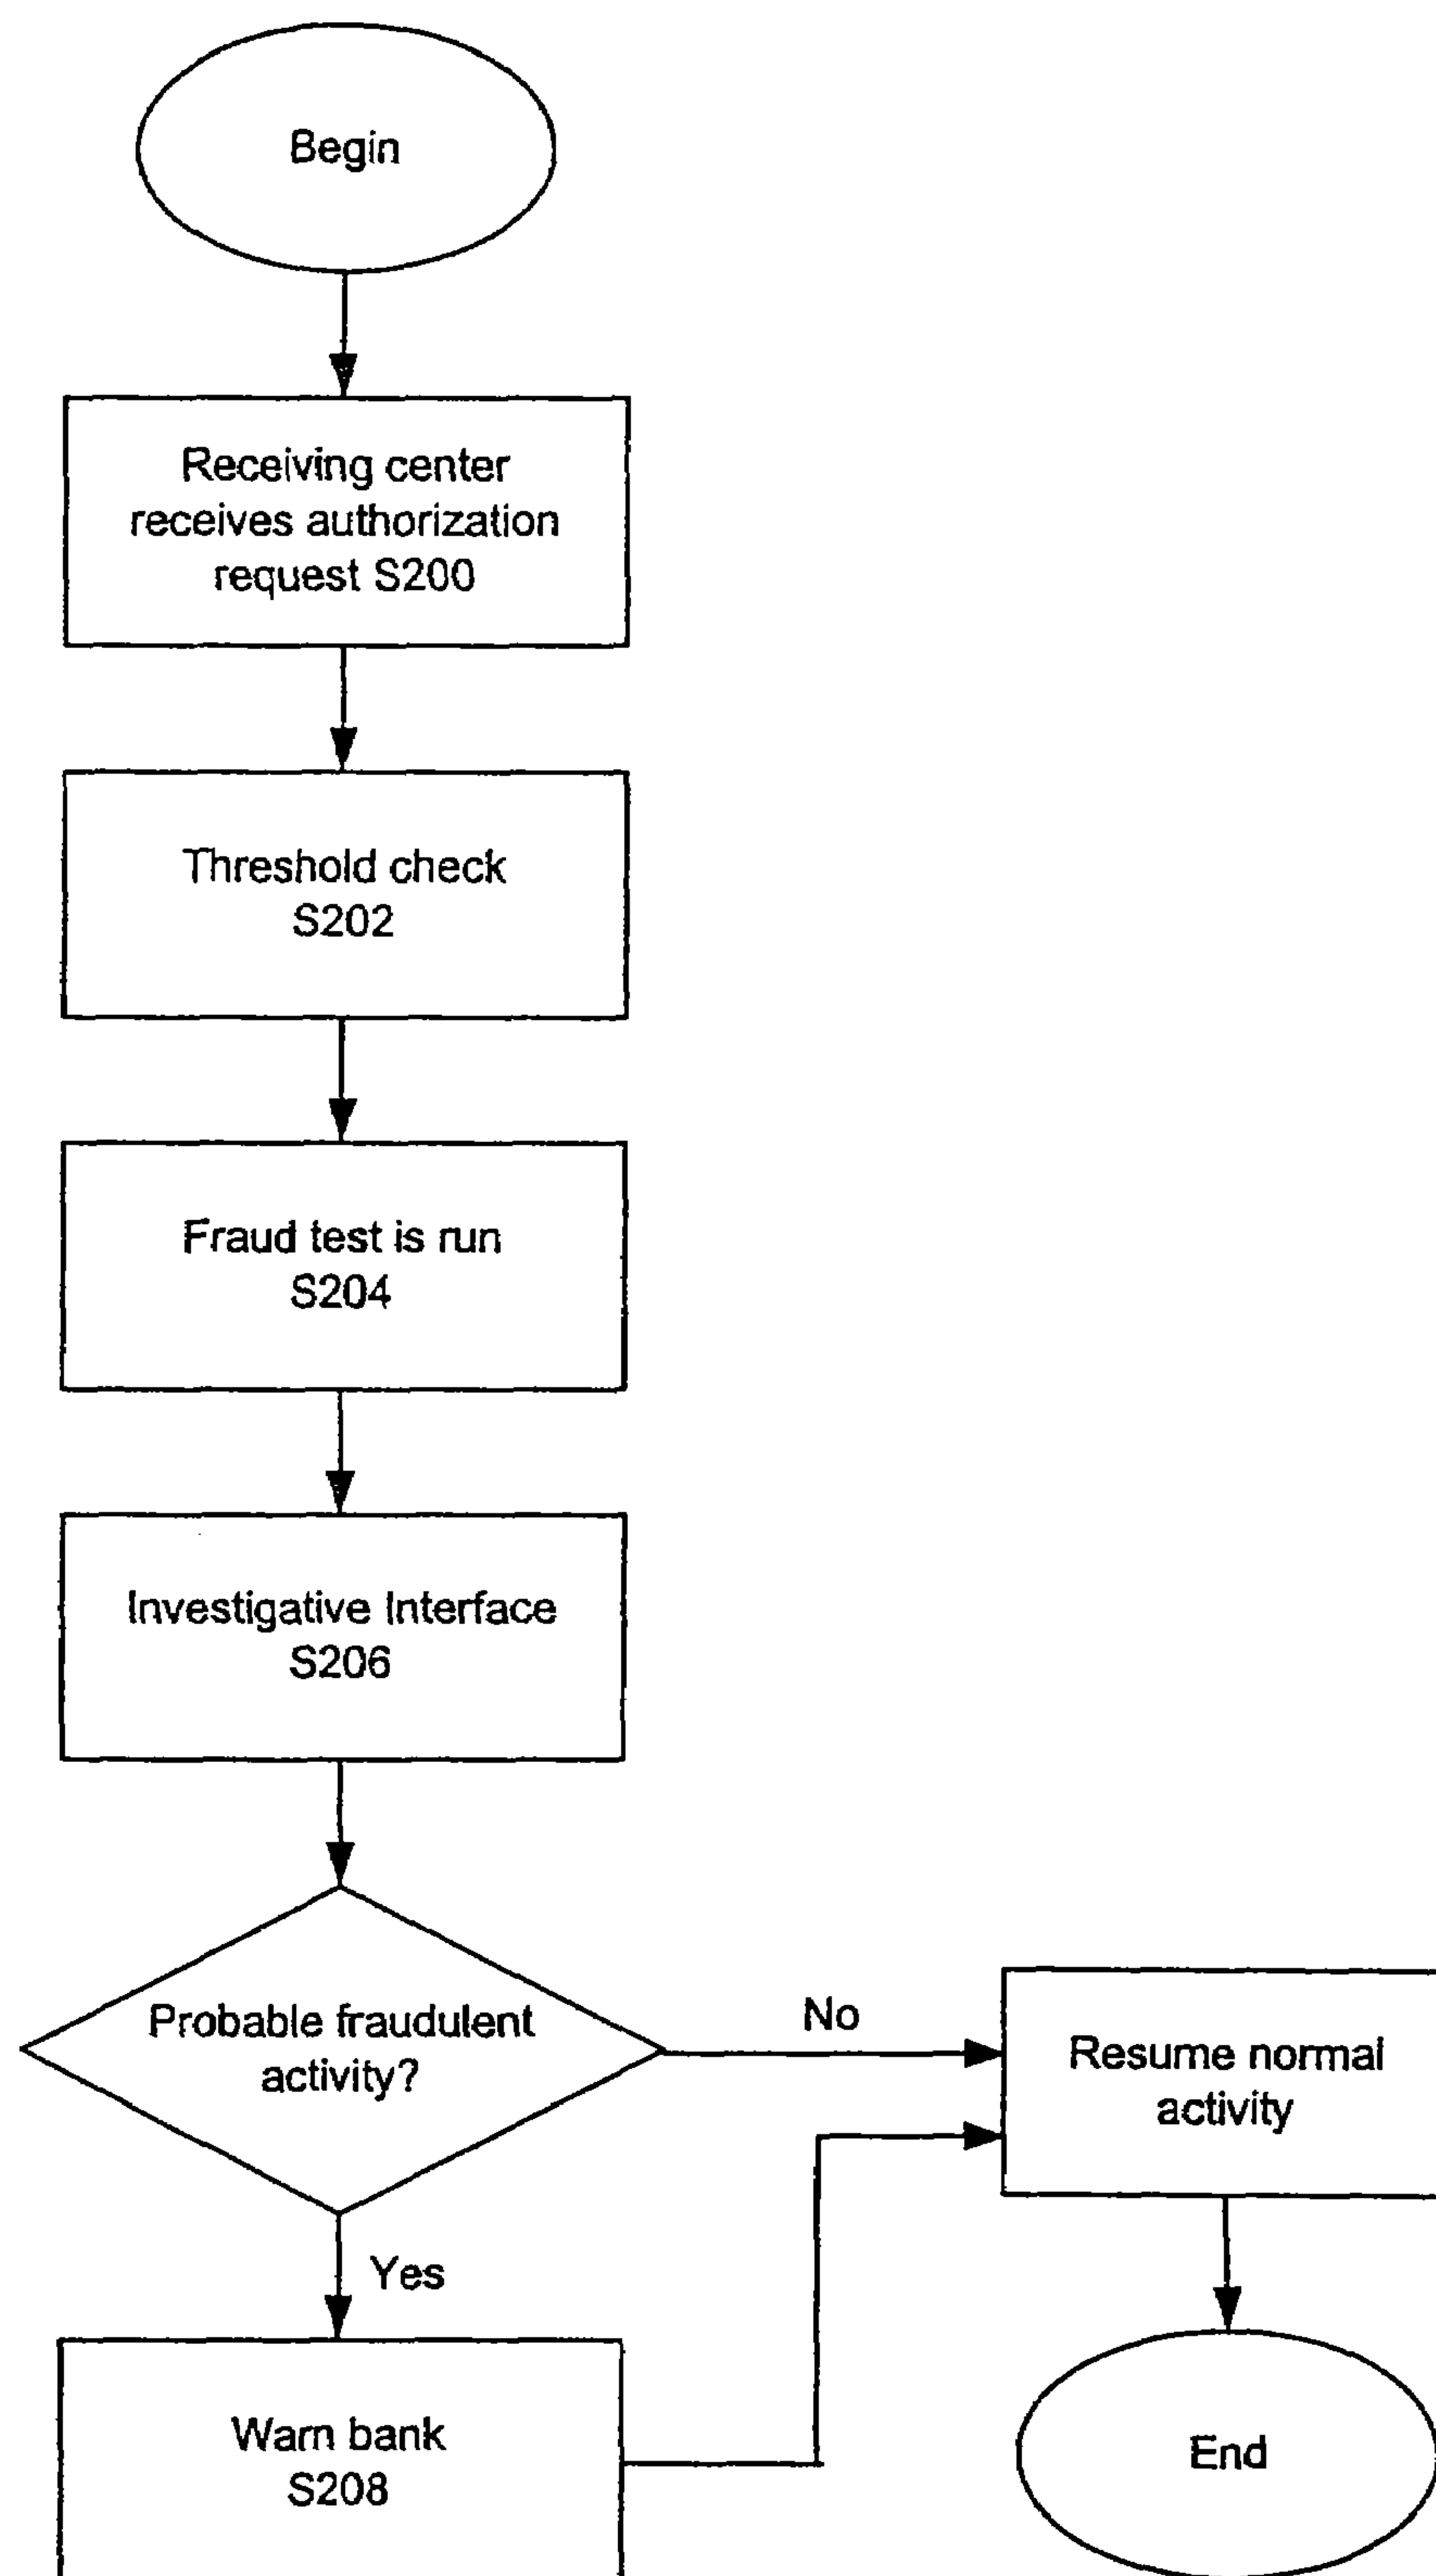 Begin
Receiving center
receives authorization
request S200
Threshold check
S202
Fraud test is run
S204
Investigative Interface
S206
Probable fraudulent
activity?
No
Resume normal
activity
Yes
Warn bank
S208
End